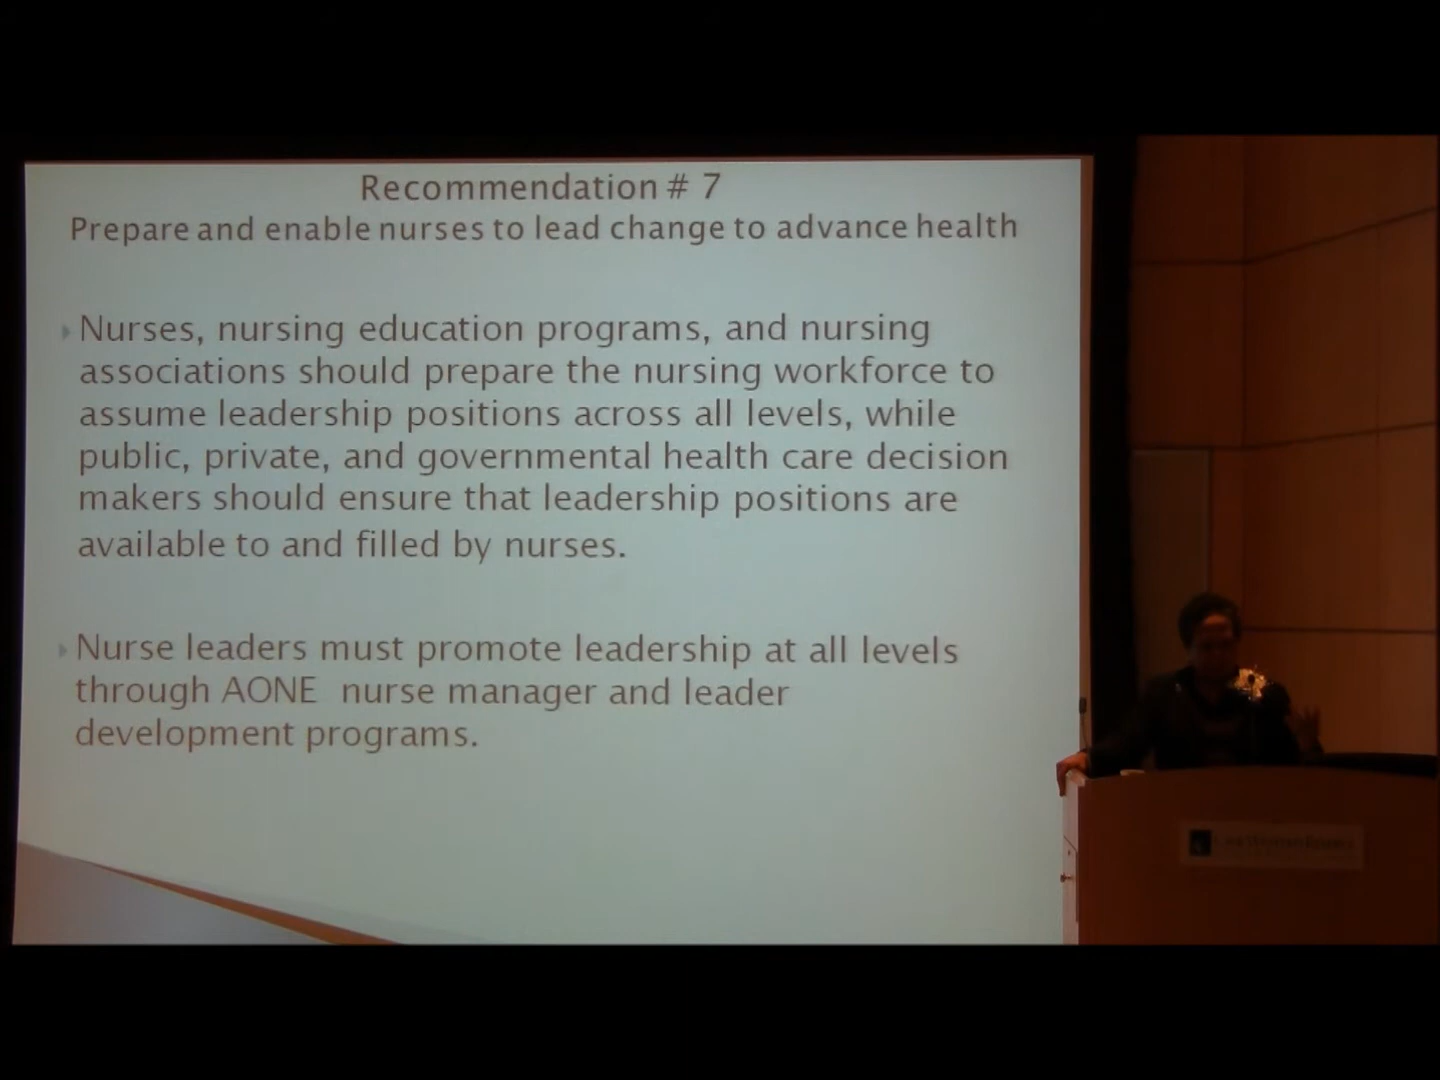 Recommendation # 7
Prepare and enable nurses to lead change to advance health
Nurses, nursing education programs, and nursing
associations should prepare the nursing workforce to
assume leadership positions across all levels, while
public, private, and governmental health care decision
makers should ensure that leadership positions are
available to and filled by nurses.
Nurse leaders must promote leadership at all levels
through AONE nurse manager and leader
development programs.